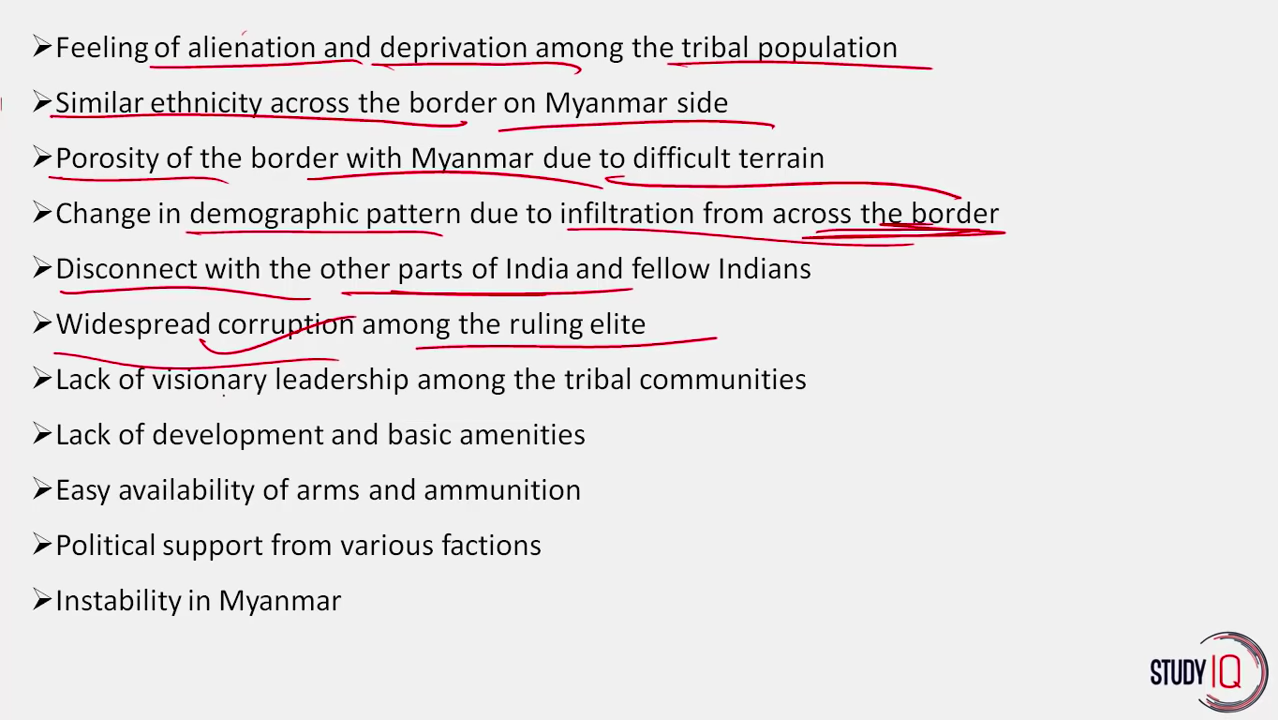 ➢Feeling of alienation and deprivation among the tribal population
➢Similar ethnicity across the border on Myanmar side
➢Porosity of the border with Myanmar due to difficult terrain
➢Change in demographic pattern due to infiltration from across the border
➢Disconnect with the other parts of India and fellow Indians
➢Widespread corruption among the ruling elite
➢Lack of visionary leadership among the tribal communities
➢Lack of development and basic amenities
➢Easy availability of arms and ammunition
➢Political support from various factions
➢Instability in Myanmar
STUDY IQ